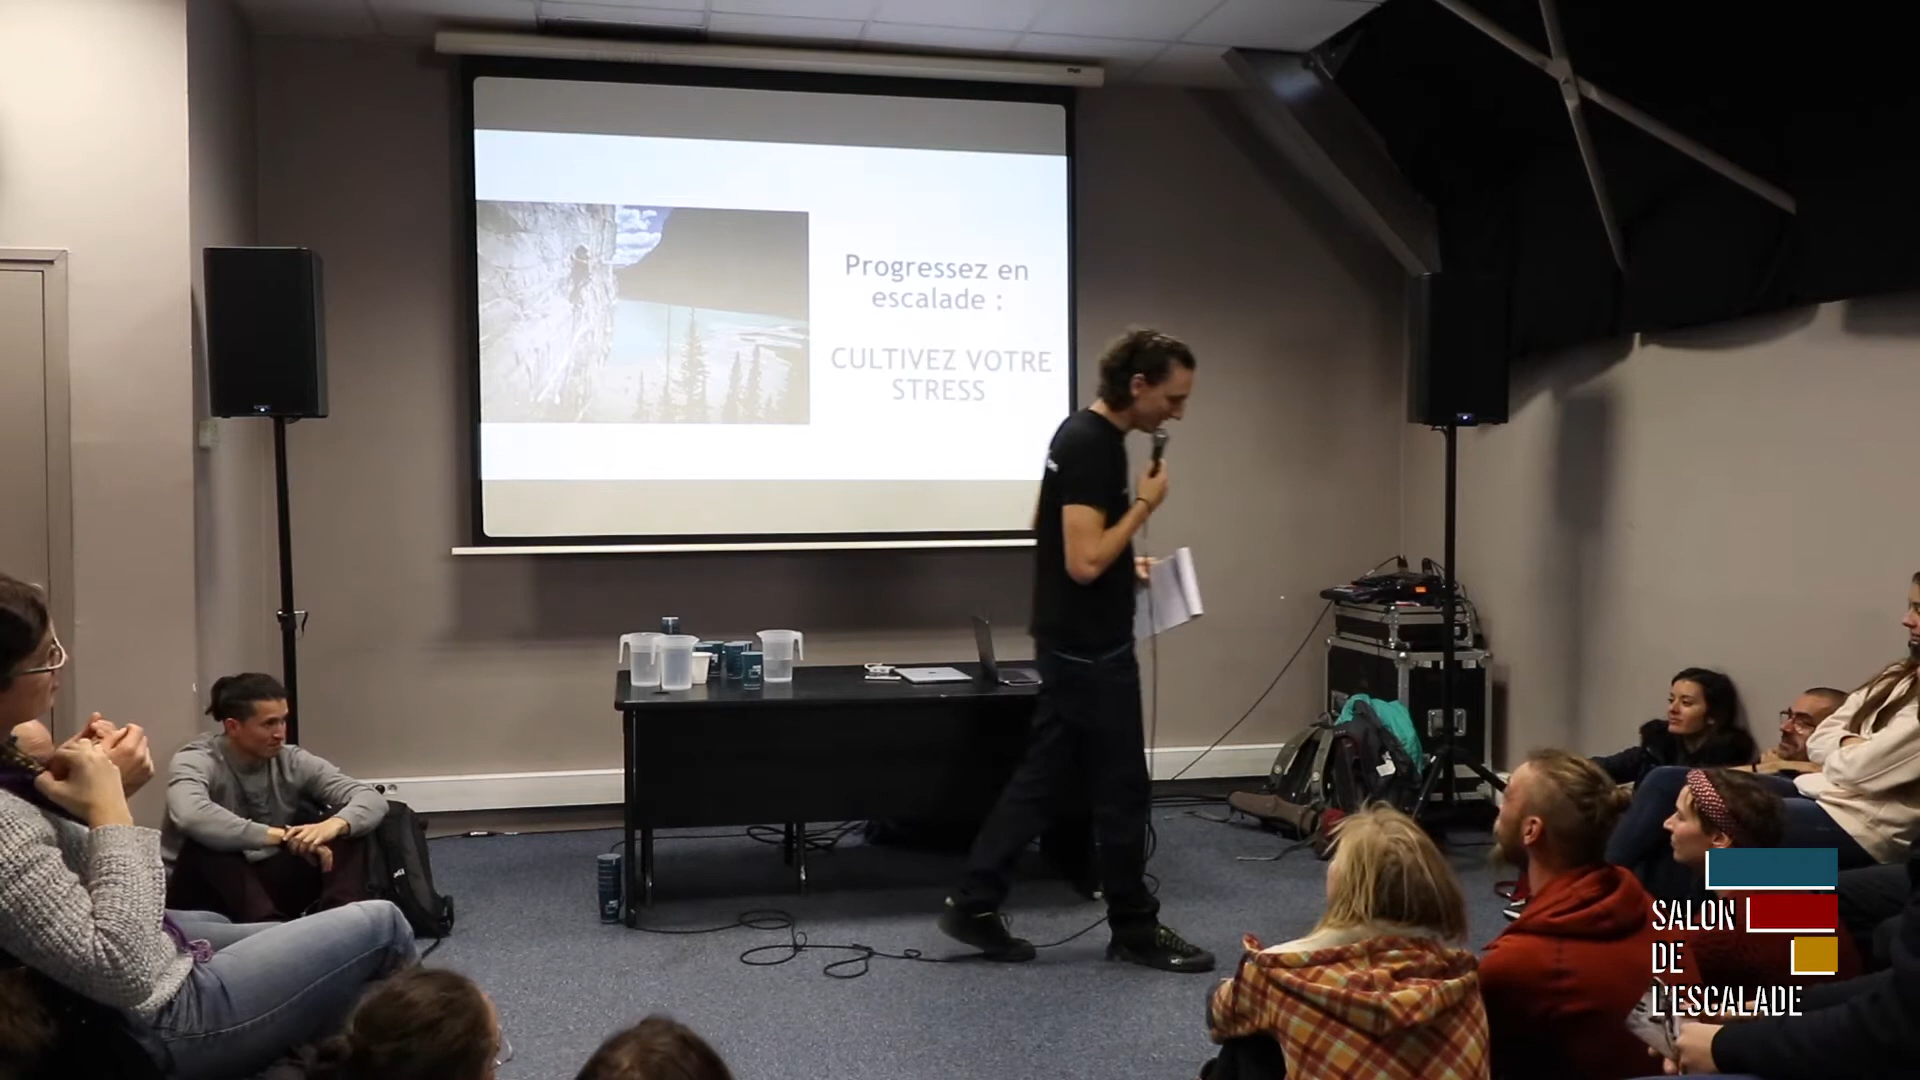 Progressez en
escalade :
CULTIVEZ VOTRE
STRESS
SALON
DE
L'ESCALADE